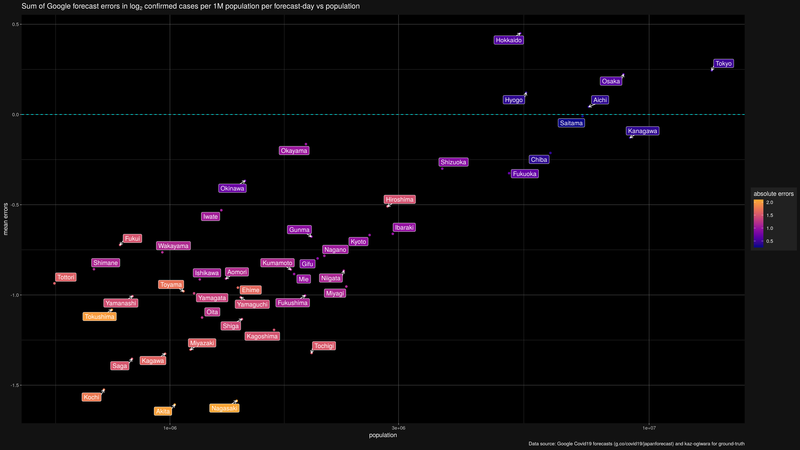 Sum of Google forecast errors in log2 confirmed cases per 1M population per forecast-day vs population
0.5
Hokkaido
Tokyo
Osaka
Hyogo
Aichi
0.0
Saitama
Kanagawa
Okayama
Shizuoka
Chiba
Fukuoka
Okinawa
absolute errors
2.0
1.5
1.0
0.5
mean errors
-0.5
Hiroshima
Iwate
Gunma
Ibaraki
Fukui
Wakayama
Kyoto
Nagano
Shimane
Kumamoto
Gifu
Tottori
Ishikawa
Aomori
Mie
Niigata
Toyama
Ehime
-1.0
Yamanashi
Yamagata
Yamaguchi
Fukushima
Miyagi
Tokushima
Oita
Shiga
Kagoshima
Miyazaki
Tochigi
Saga
Kagawa
-1.5
Kochi
Akita
Nagasaki
1e+06
3e+06
1e+07
population
Data source: Google Covid19 forecasts (g.co/covid19/japanforecast) and kaz-ogiwara for ground-truth